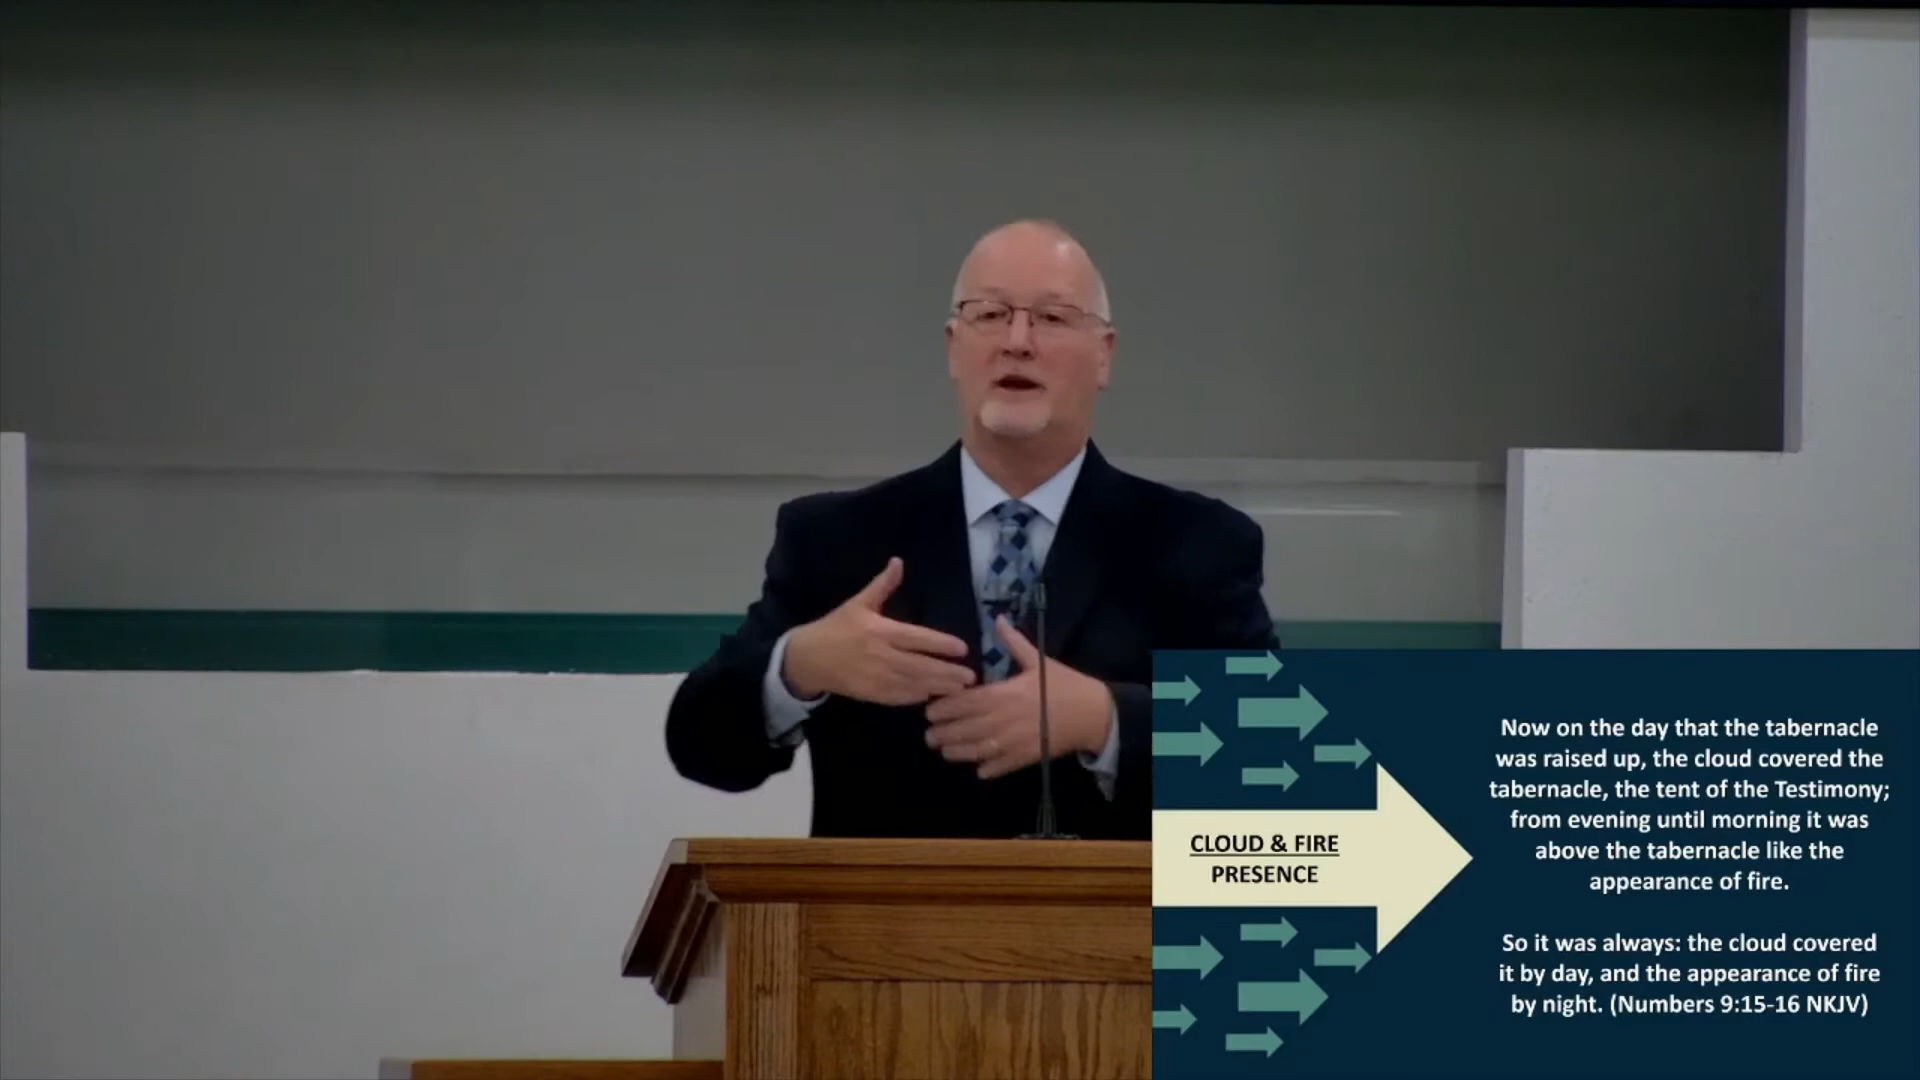 CLOUD & FIRE
PRESENCE
Now on the day that the tabernacle
was raised up, the cloud covered the
tabernacle, the tent of the Testimony;
from evening until morning it was
above the tabernacle like the
appearance of fire.
So it was always: the cloud covered
it by day, and the appearance of fire
by night. (Numbers 9:15-16 NKJV)